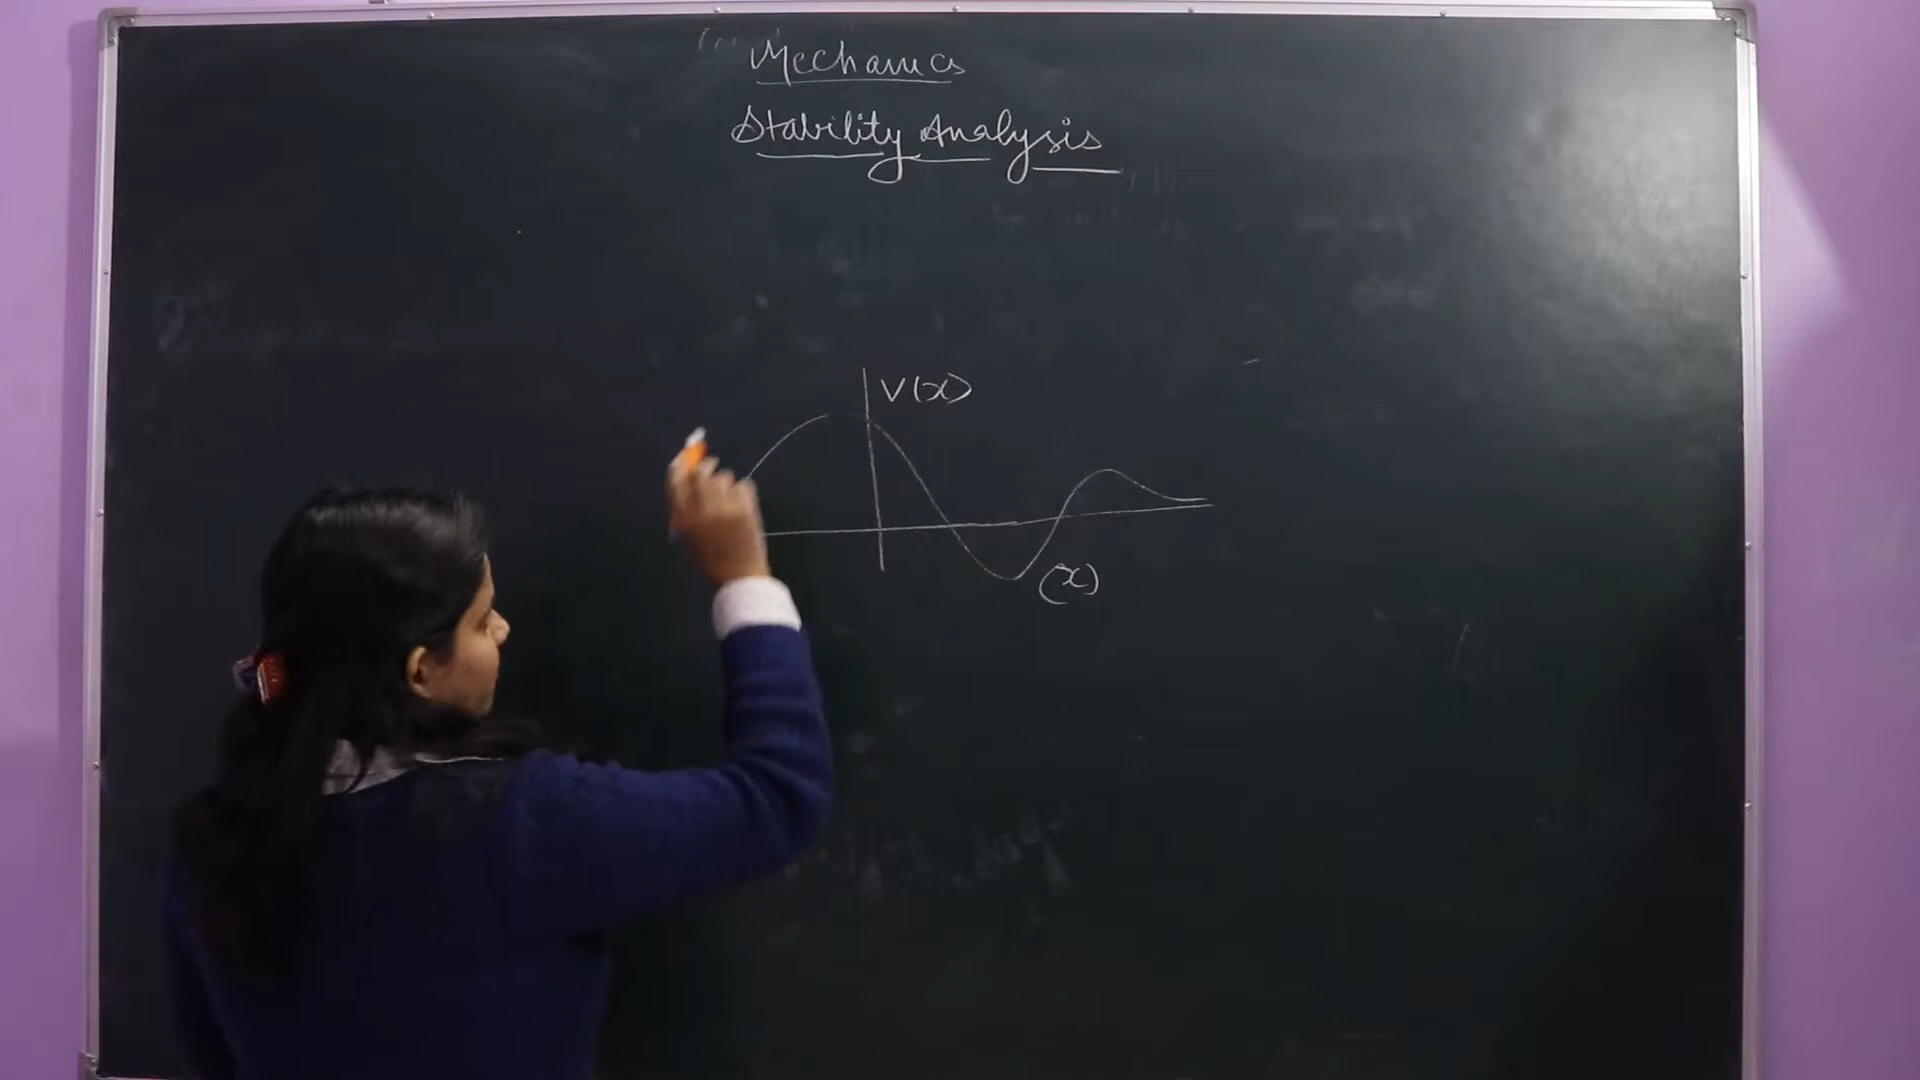 Mechanics
Stability Analysis
V(x)
(x)